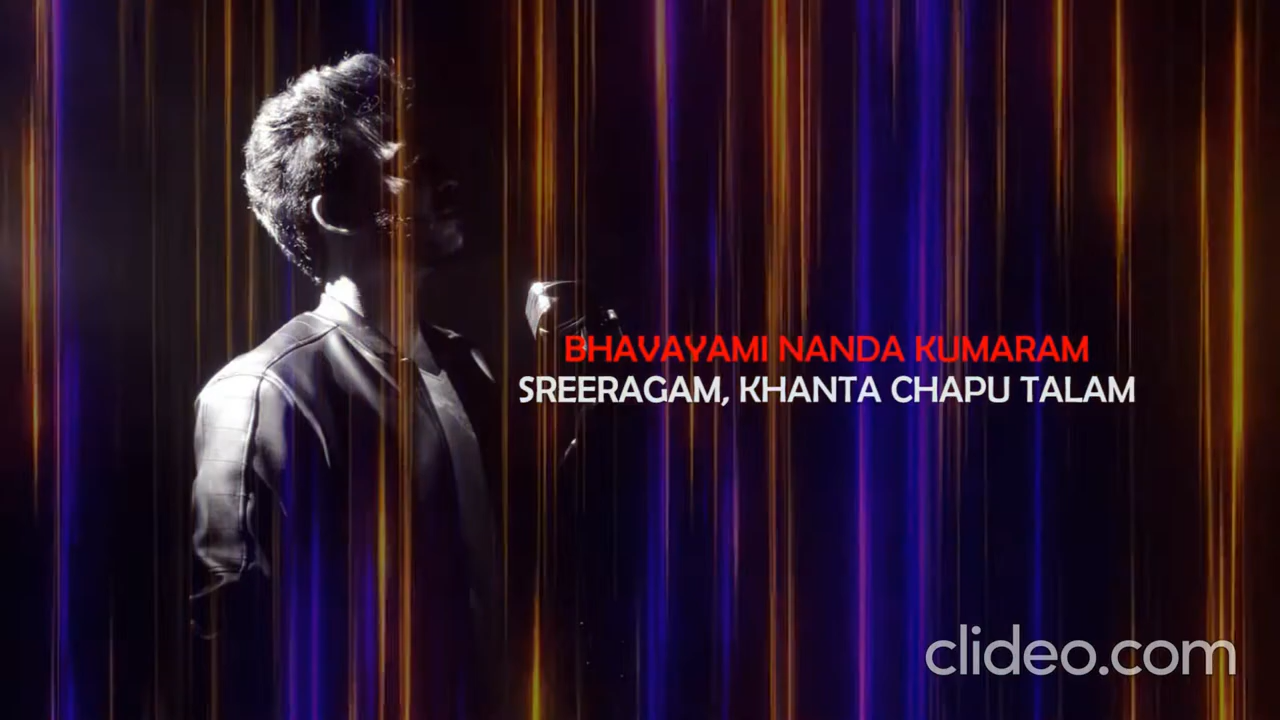 BHAVAYAMI NANDA KUMARAM
SREERAGAM, KHANTA CHAPU TALAM
clideo.com